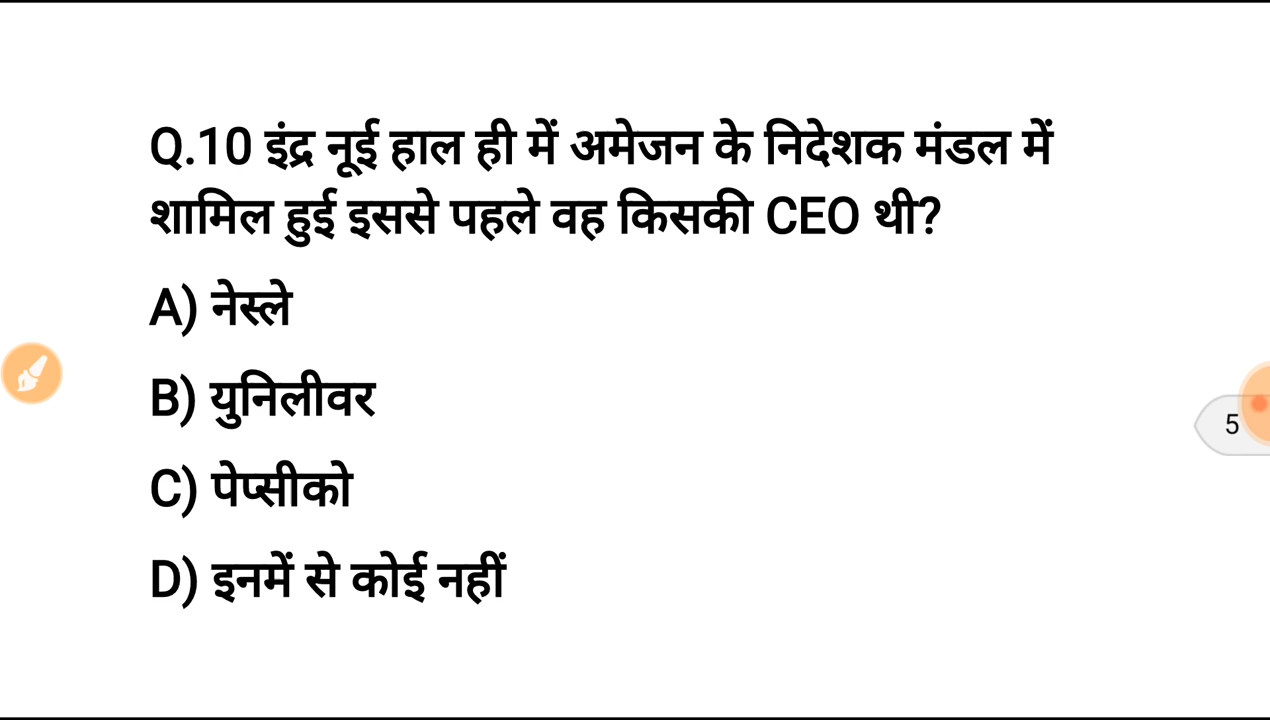 Q.10 इंद्र नूई हाल ही में अमेजन के निदेशक मंडल में
शामिल हुई इससे पहले वह किसकी CEO थी?
A) नेस्ले
B) युनिलीवर
5
C) पेप्सीको
D) इनमें से कोई नहीं